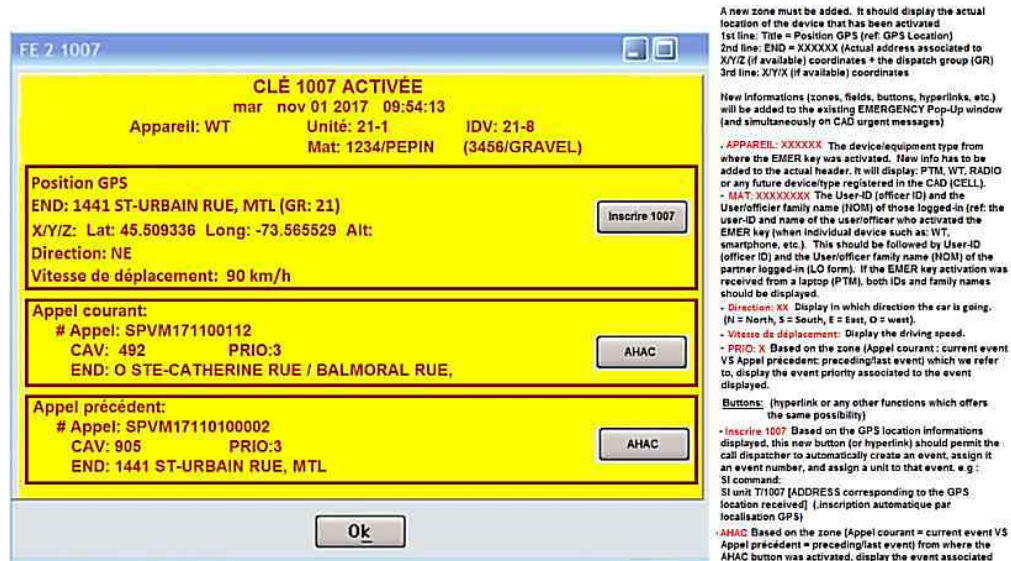 FE 2 1007
CLÉ 1007 ACTIVÉE
mar nov 01 2017 09:54:13
Appareil: WT Unité: 21-1 IDV: 21-8
Mat: 1234/PEPIN (3456/GRAVEL)
Position GPS
END: 1441 ST-URBAIN RUE, MTL (GR: 21)
X/Y/Z: Lat: 45.509336 Long: -73.565529 Alt:
Direction: NE
Vitesse de déplacement: 90 km/h
Inscrire 1007
Appel courant:
# Appel: SPVM171100112
CAV: 492 PRIO:3
END: O STE-CATHERINE RUE / BALMORAL RUE,
AHAC
Appel précédent:
# Appel: SPVM17110100002
CAV: 905 PRIO:3
END: 1441 ST-URBAIN RUE, MTL
AHAC
Ok
A new zone must be added. It should display the actual
location of the device that has been activated
1st line: Title = Position GPS (ref: GPS Location)
2nd line: END = XXXXXX (Actual address associated to
X/Y/Z (if available) coordinates + the dispatch group (GR)
3rd line: X/Y/X (if available) coordinates
New informations (zones, fields, buttons, hyperlinks, etc.)
will be added to the existing EMERGENCY Pop-Up window
(and simultaneously on CAD urgent messages)
- APPAREIL: XXXXXX The device/equipment type from
where the EMER key was activated. New info has to be
added to the actual header. It will display: PTM, WT, RADIO
or any future device/type registered in the CAD (CELL).
- MAT: XXXXXXXX The User-ID (officer ID) and the
User/officier family name (NOM) of those logged-in (ref: the
user-ID and name of the user/officer who activated the
EMER key (when individual device such as: WT,
smartphone, etc.). This should be followed by User-ID
(officer ID) and the User/officer family name (NOM) of the
partner logged-in (LO form). If the EMER key activation was
received from a laptop (PTM), both IDs and family names
should be displayed.
- Direction: XX Display in which direction the car is going.
(N = North, S = South, E = East, O = west).
- Vitesse de déplacement: Display the driving speed.
- PRIO: X Based on the zone (Appel courant : current event
VS Appel précédent: preceding/last event) which we refer
to, display the event priority associated to the event
displayed.
Buttons: (hyperlink or any other functions which offers
the same possibility)
- Inscrire 1007 Based on the GPS location informations
displayed, this new button (or hyperlink) should permit the
call dispatcher to automatically create an event, assign it
an event number, and assign a unit to that event. e.g :
SI command:
SI unit T/1007 [ADDRESS corresponding to the GPS
location received] (.inscription automatique par
localisation GPS)
- AHAC Based on the zone (Appel courant = current event VS
Appel précédent = preceding/last event) from where the
AHAC button was activated, display the event associated